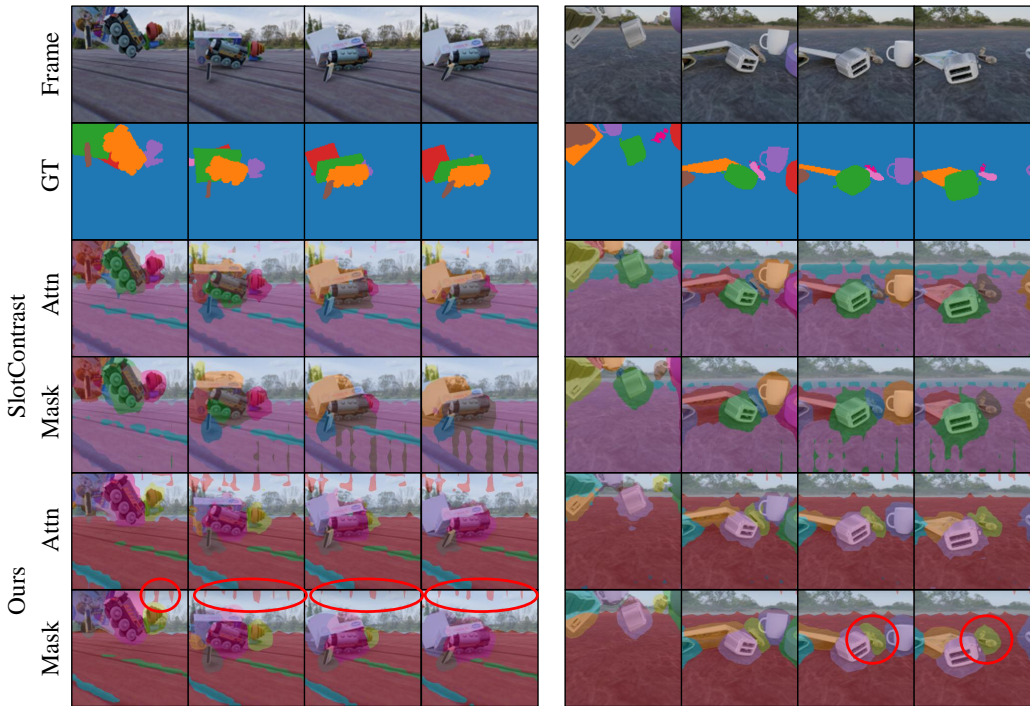 Frame
GT
SlotContrast
Attn
Mask
Ours
Attn
Mask